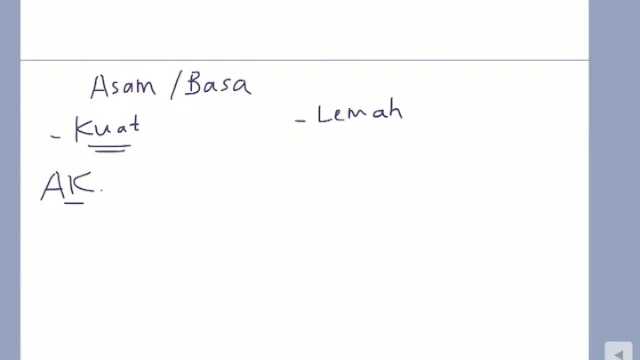 Asam / Basa
- Kuat
- Lemah
AK.